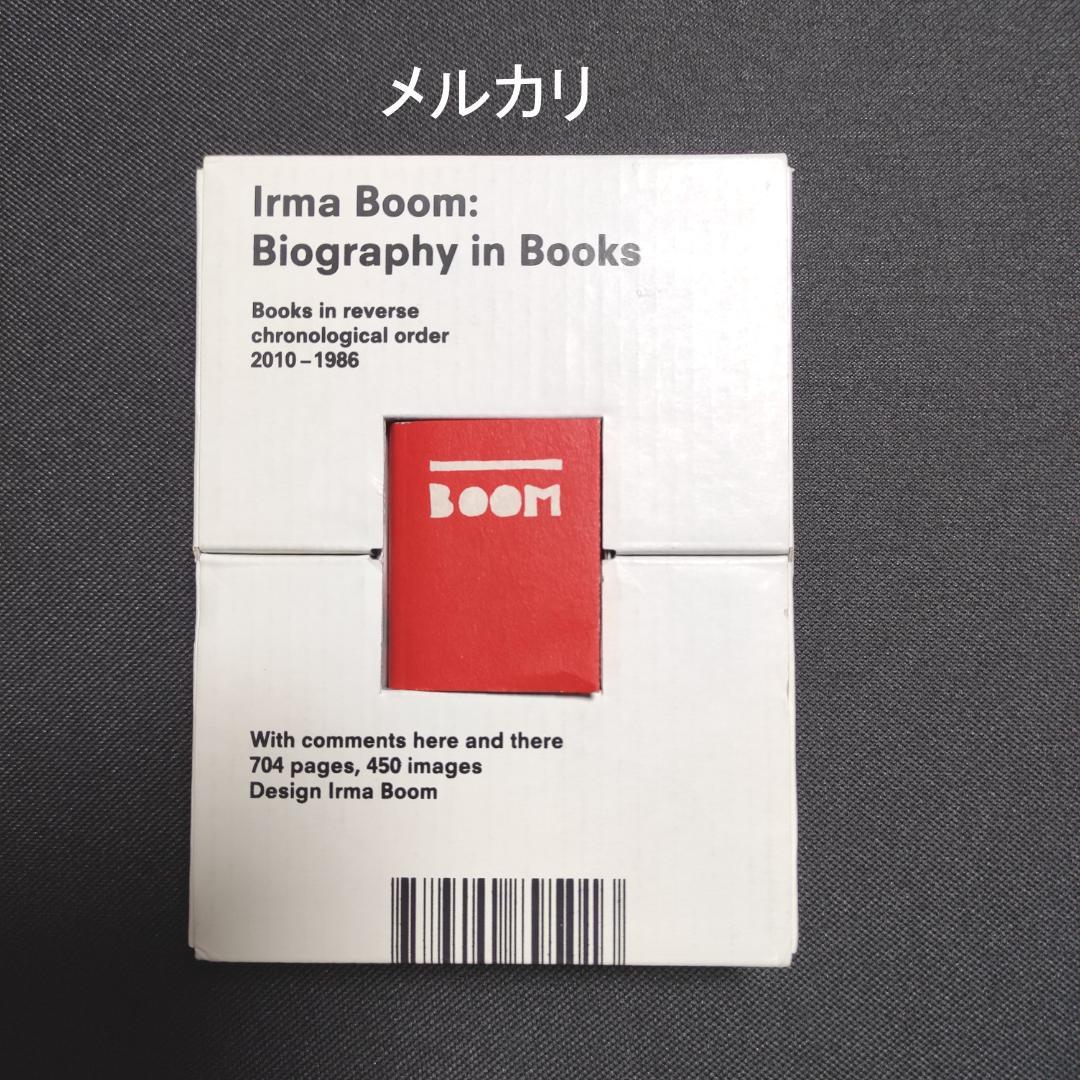 メルカリ
Irma Boom:
Biography in Books
Books in reverse
chronological order
2010–1986
BOOM
With comments here and there
704 pages, 450 images
Design Irma Boom